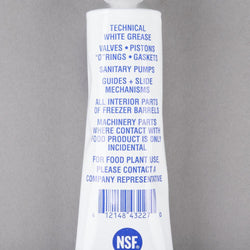 TECHNICAL
WHITE GREASE
VALVES • PISTONS
"O"RINGS • GASKETS
SANITARY PUMPS
GUIDES + SLIDE
MECHANISMS
ALL INTERIOR PARTS
OF FREEZER BARRELS
MACHINERY PARTS
WHERE CONTACT WITH
FOOD PRODUCT IS ONLY
INCIDENTAL
FOR FOOD PLANT USE
PLEASE CONTACT A
COMPANY REPRESENTATIVE
4 12148 43227 0
NSF